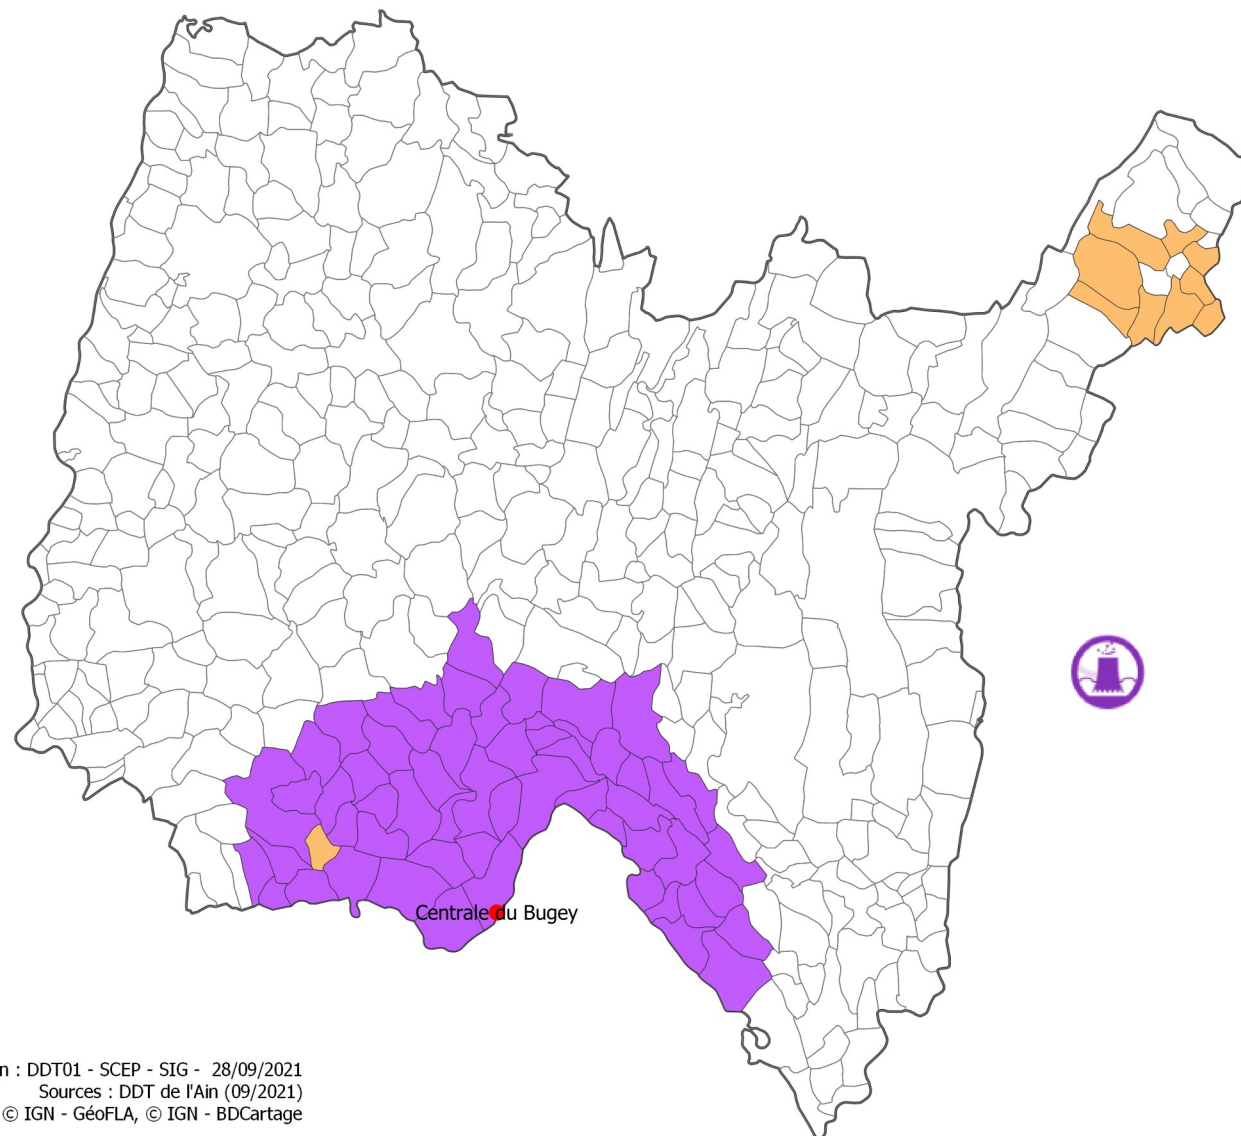 Centrale du Bugey
n : DDT01 - SCEP - SIG - 28/09/2021
Sources : DDT de l'Ain (09/2021)
© IGN - GéoFLA, © IGN - BDCartage